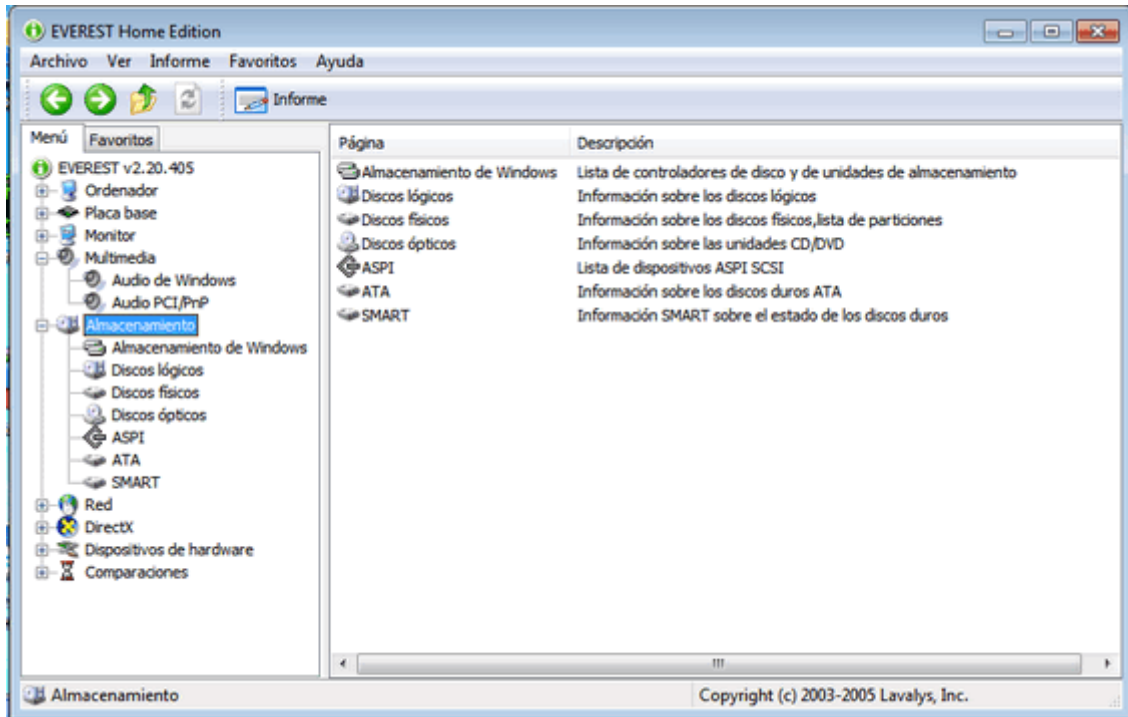 EVEREST Home Edition
Archivo Ver Informe Favoritos Ayuda
Informe
Menú Favoritos
EVEREST v2.20.405
Ordenador
Placa base
Monitor
Multimedia
Audio de Windows
Audio PCI/PnP
Almacenamiento
Almacenamiento de Windows
Discos lógicos
Discos físicos
Discos ópticos
ASPI
ATA
SMART
Red
DirectX
Dispositivos de hardware
Comparaciones
Página Descripción
Almacenamiento de Windows Lista de controladores de disco y de unidades de almacenamiento
Discos lógicos Información sobre los discos lógicos
Discos físicos Información sobre los discos físicos,lista de particiones
Discos ópticos Información sobre las unidades CD/DVD
ASPI Lista de dispositivos ASPI SCSI
ATA Información sobre los discos duros ATA
SMART Información SMART sobre el estado de los discos duros
Almacenamiento Copyright (c) 2003-2005 Lavalys, Inc.